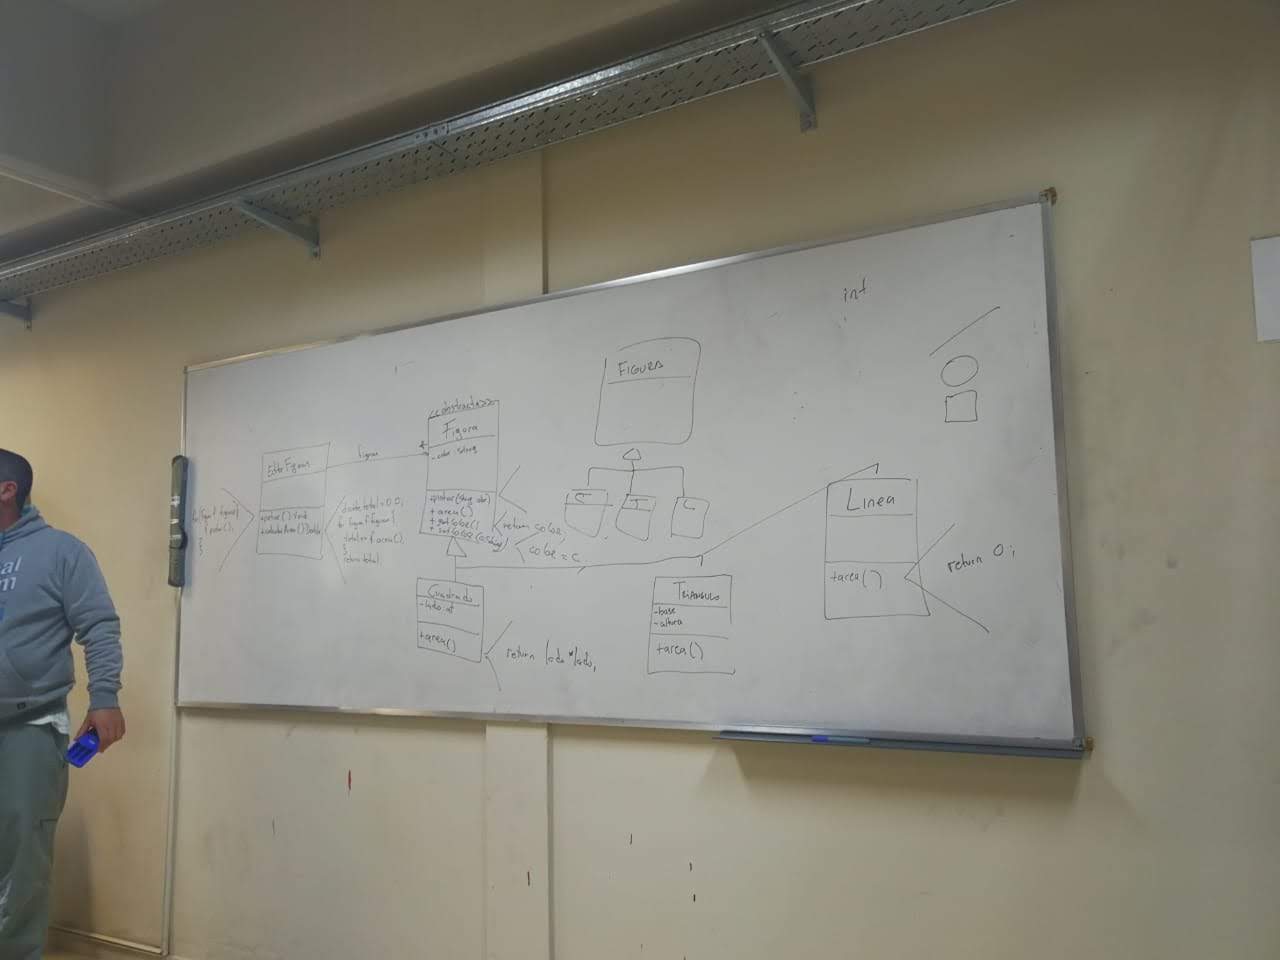 int
FIGURA
<<abstracta>>
Figura
- color: string
+pintar(string color)
+ area()
+ getColor()
+ setColor(c: string)
return color;
color = c
Editor Figuras
+pintar(): void
+calcularArea(): Double
figuras
for(Figura f: figuras){
f.pintar();
}
double total = 0.0;
for figura f: figuras {
total += f.area();
}
return total
Cuadrado
- lado: int
+area()
return lado*lado;
TRIANGULO
-base
-altura
+area()
Linea
+area()
return 0;
T
C